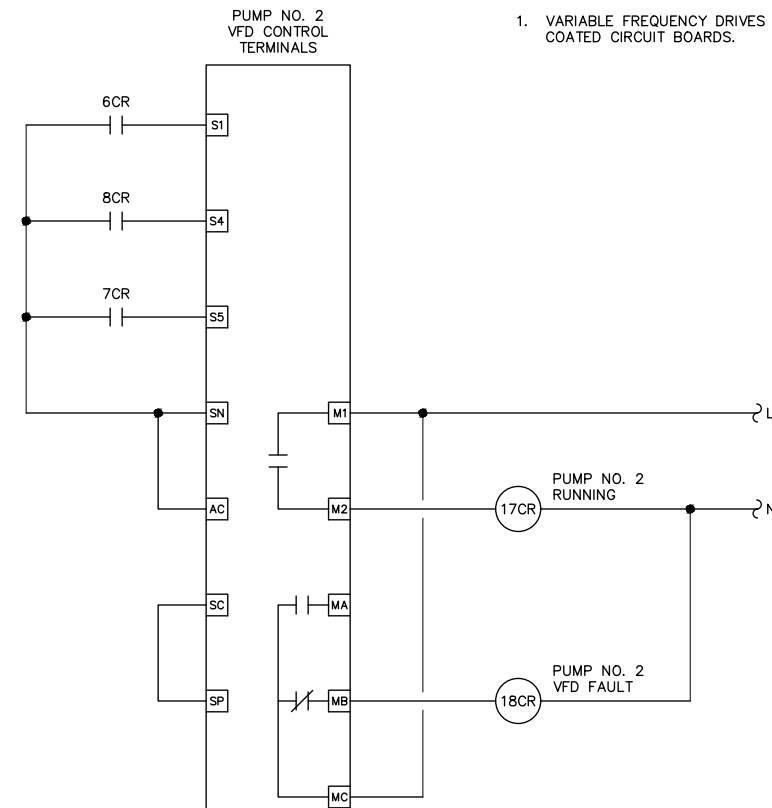 PUMP NO. 2
VFD CONTROL
TERMINALS
1. VARIABLE FREQUENCY DRIVES
COATED CIRCUIT BOARDS.
6CR
S1
8CR
S4
7CR
S5
SN
M1
L
PUMP NO. 2
RUNNING
AC
M2
17CR
N
SC
MA
PUMP NO. 2
VFD FAULT
SP
MB
18CR
MC